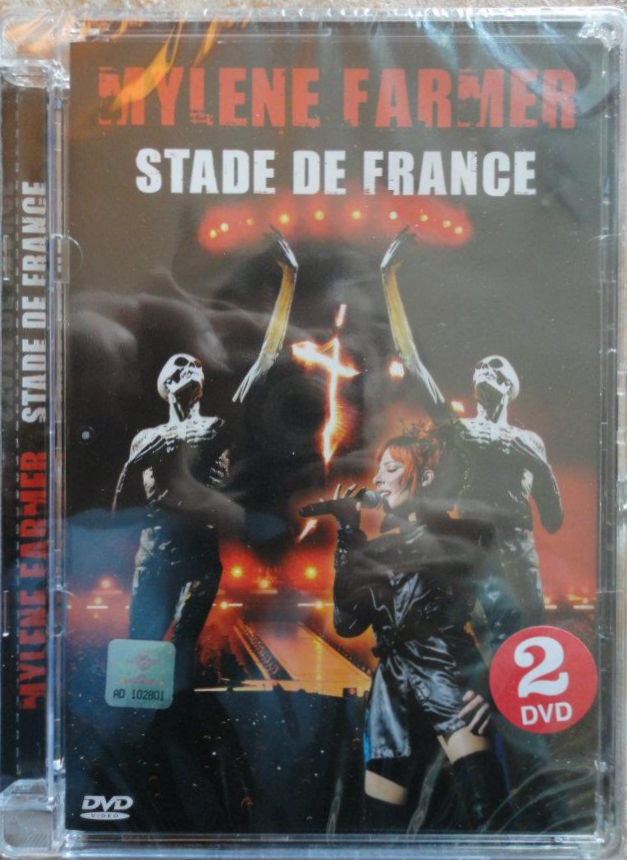 MYLENE FARMER
STADE DE FRANCE
MYLENE FARMER STADE DE FRANCE
AD 102801
2
DVD
DVD
VIDEO